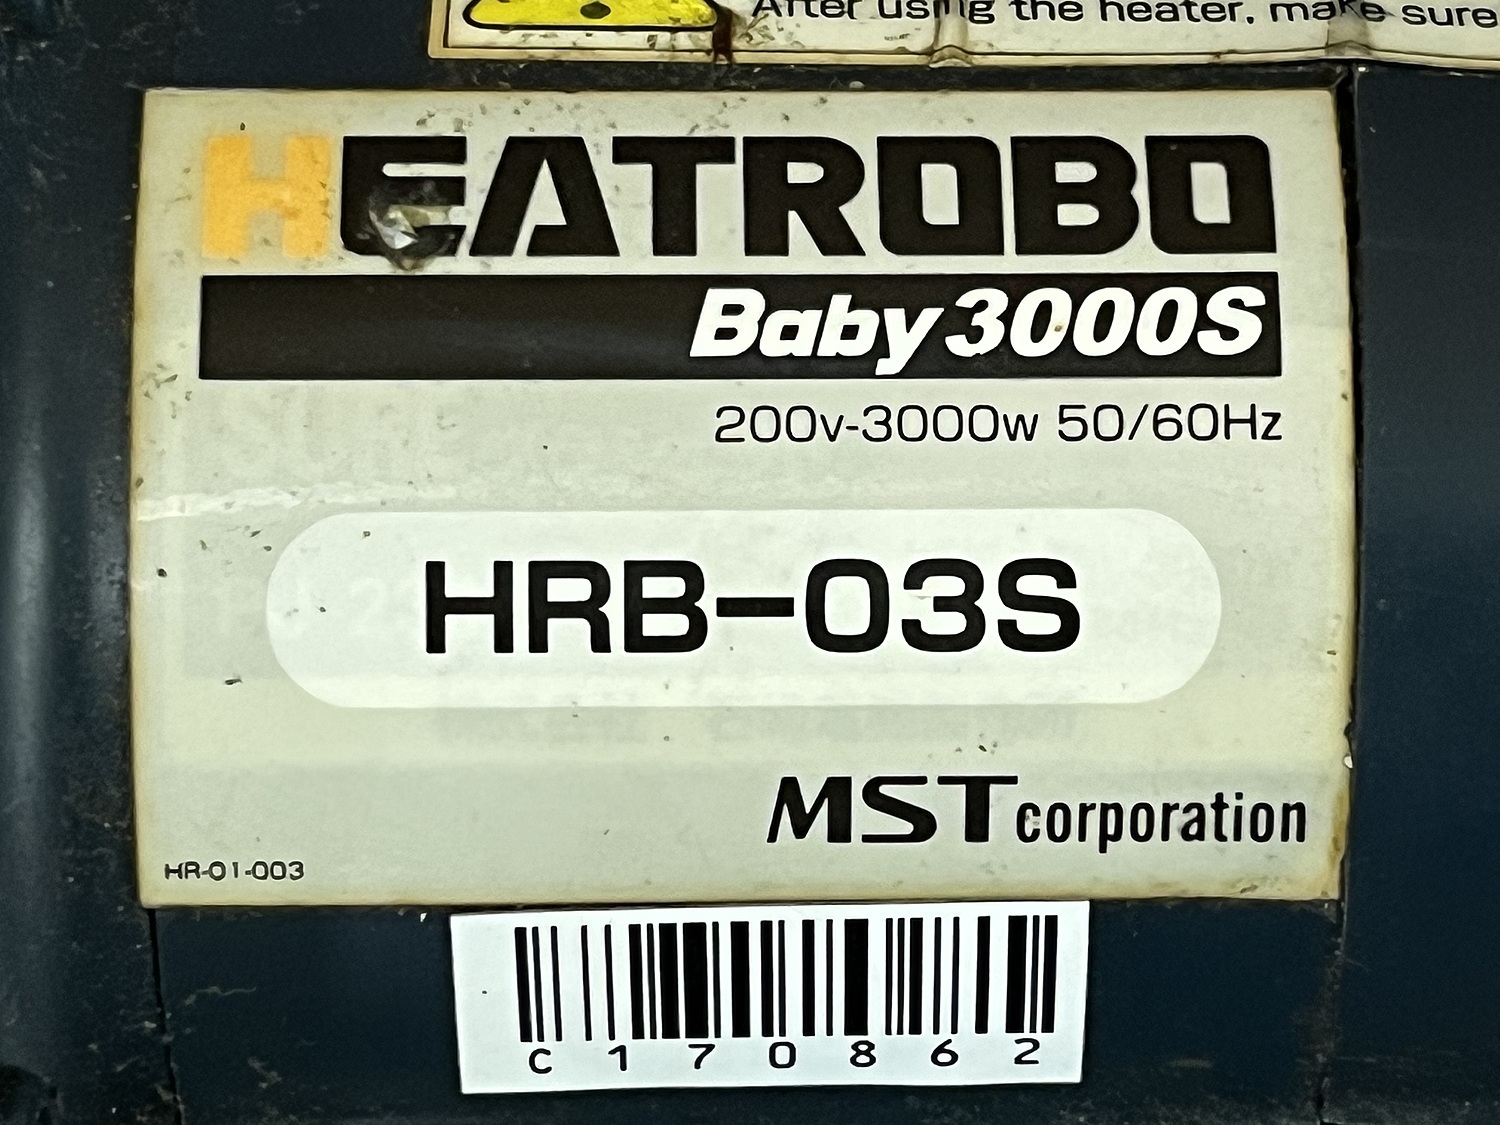 After using the heater, make sure
HEATROBO
Baby 3000S
200v-3000w 50/60Hz
HRB-03S
MST corporation
HR-01-003
C170862